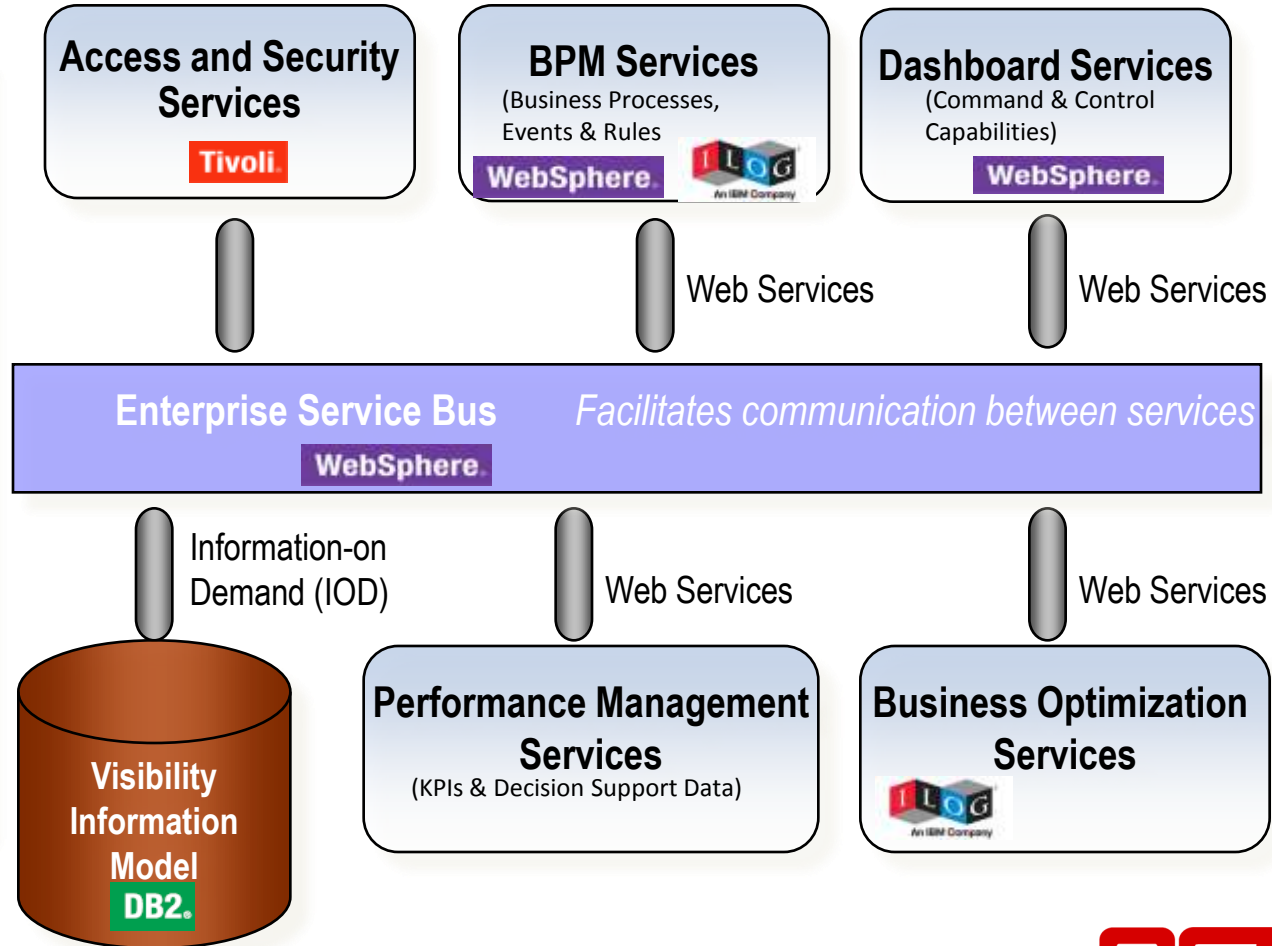 Access and Security
Services
Tivoli.
BPM Services
(Business Processes,
Events & Rules
WebSphere.
ILOG
An IBM Company
Dashboard Services
(Command & Control
Capabilities)
WebSphere.
Web Services
Web Services
Enterprise Service Bus
Facilitates communication between services
WebSphere.
Information-on
Demand (IOD)
Web Services
Web Services
Visibility
Information
Model
DB2®
Performance Management
Services
(KPIs & Decision Support Data)
Business Optimization
Services
ILOG
An IBM Company